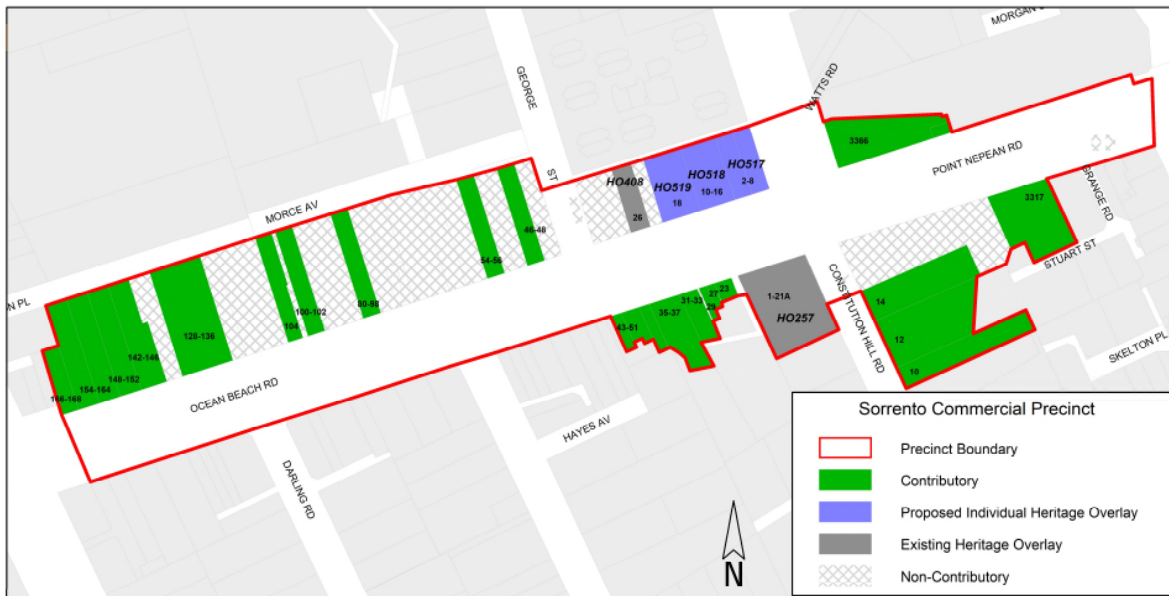 MORGAN
GEORGE
ST
WATTS RD
3386
POINT NEPEAN RD
GRANGE RD
3317
STUART ST
HO408
26
HO519
18
HO518
10-16
HO517
2-8
MORCE AV
46-48
54-56
80-98
100-102
104
128-136
142-146
148-152
154-164
166-168
N PL
OCEAN BEACH RD
43-51
35-37
31-33
29
27
23
1-21A
HO257
CONSTITUTION HILL RD
14
12
10
SKELTON PL
HAYES AV
DARLING RD
N
Sorrento Commercial Precinct
Precinct Boundary
Contributory
Proposed Individual Heritage Overlay
Existing Heritage Overlay
Non-Contributory